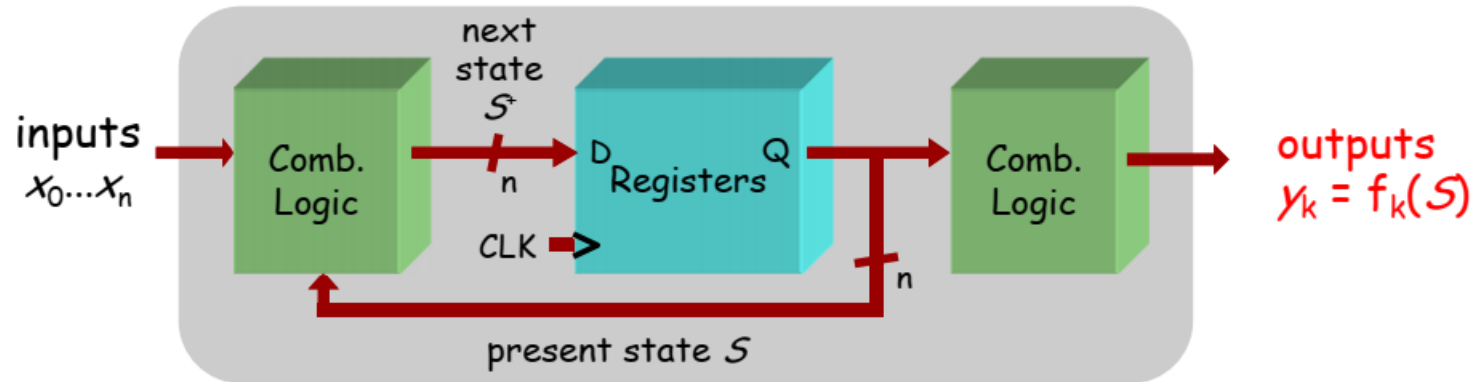 next
state
S⁺
inputs
x₀...xₙ
Comb.
Logic
n
D
Q
Registers
CLK
n
Comb.
Logic
outputs
yₖ = fₖ(S)
present state S